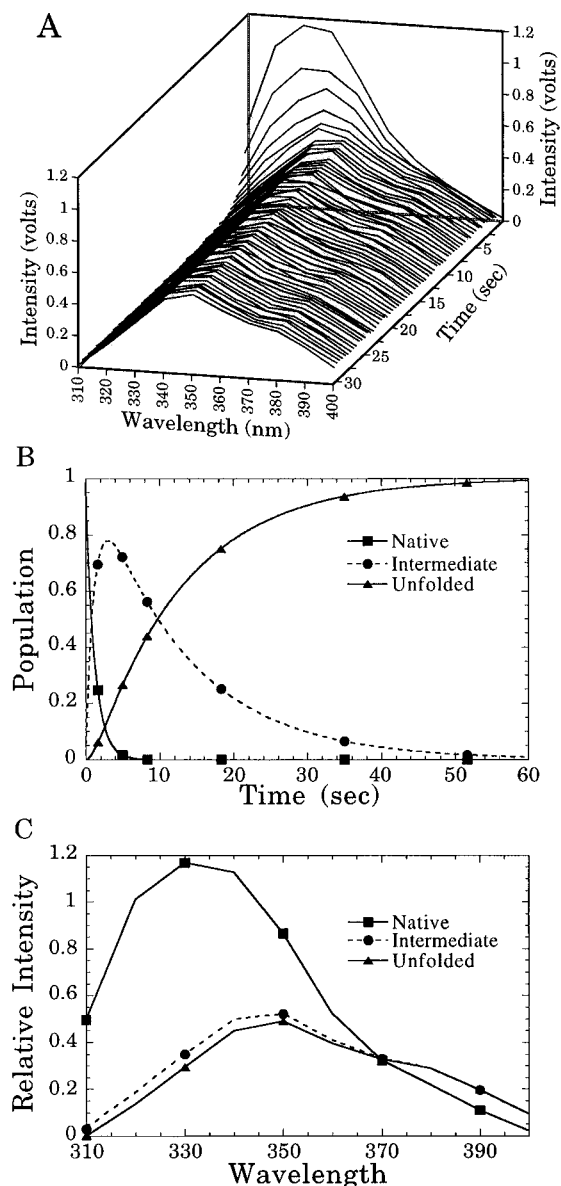 A
1.2
1
0.8
0.6
0.4
0.2
0
Intensity (volts)
1.2
1
0.8
0.6
0.4
0.2
0
Intensity (volts)
5
10
15
20
25
30
Time (sec)
310
320
330
340
350
360
370
380
390
400
Wavelength (nm)
B
1
0.8
0.6
0.4
0.2
0
Population
Native
Intermediate
Unfolded
0 10 20 30 40 50 60
Time (sec)
C
1.2
1
0.8
0.6
0.4
0.2
0
Relative Intensity
Native
Intermediate
Unfolded
310 330 350 370 390
Wavelength